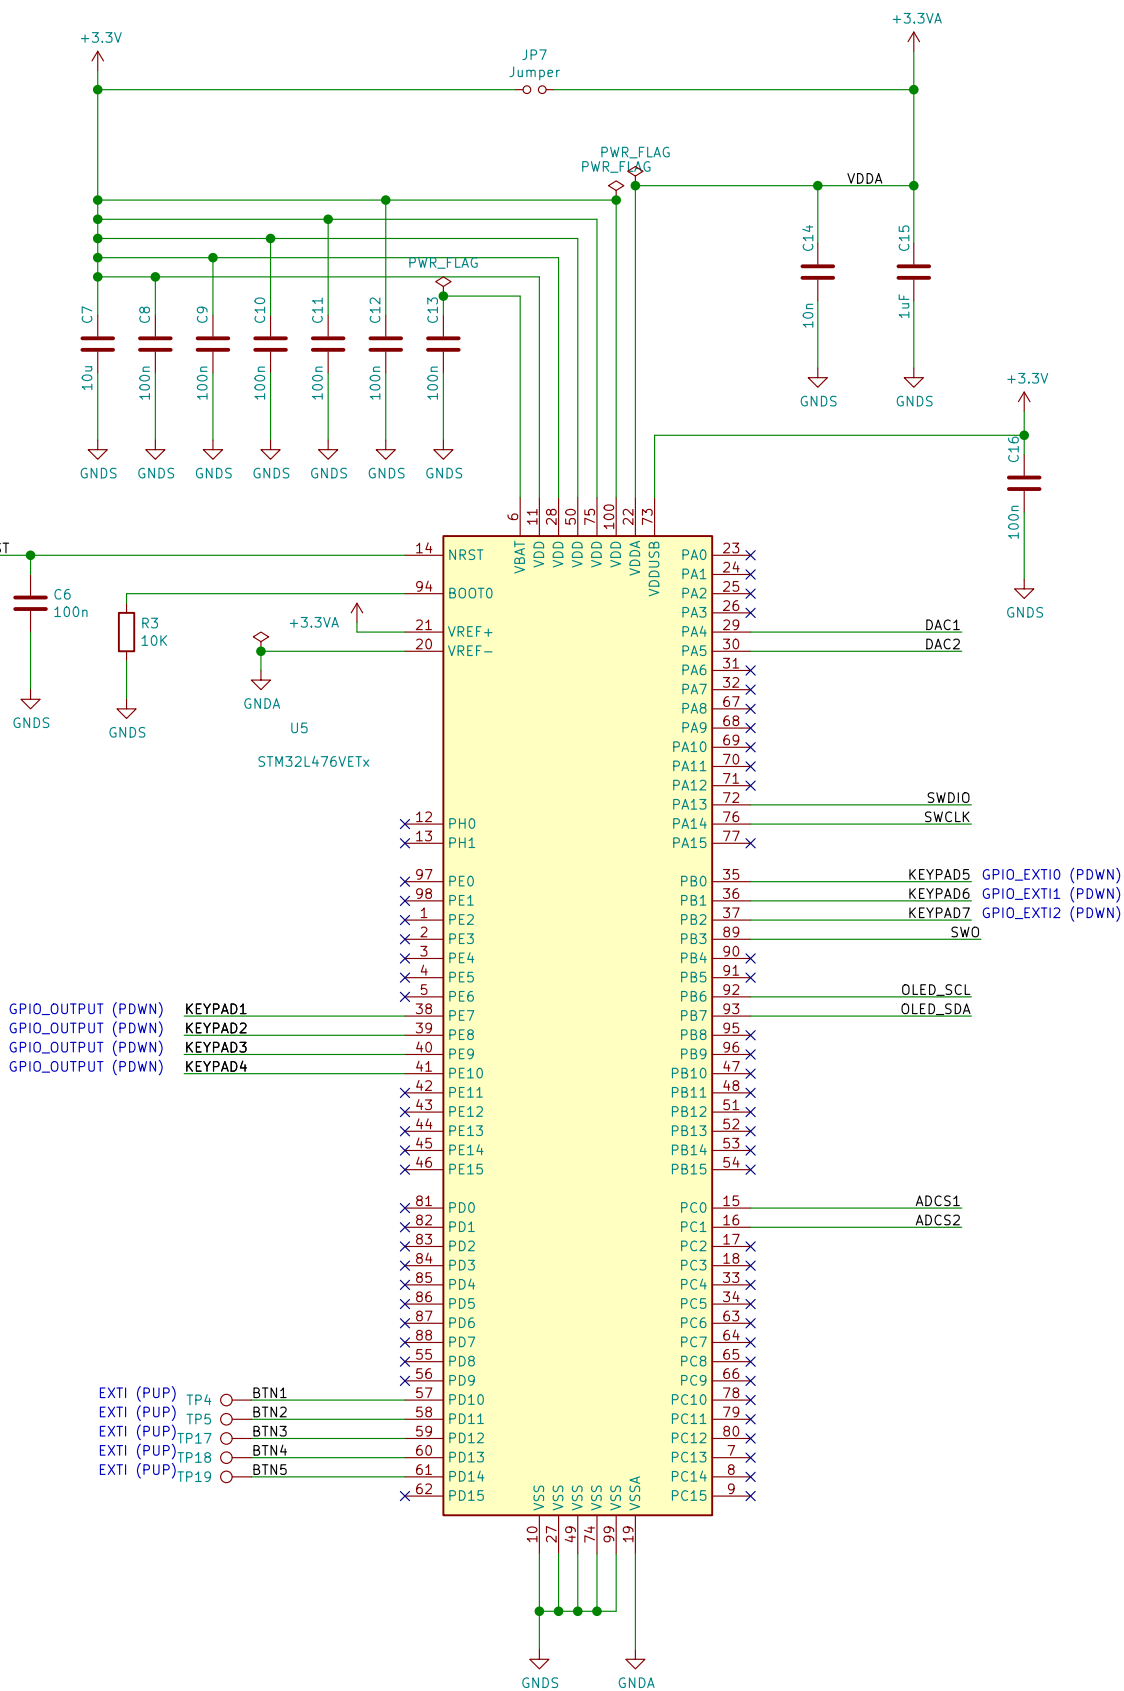 +3.3V
+3.3VA
JP7
Jumper
PWR_FLAG
PWR_FLAG
VDDA
C14
10n
C15
1uF
PWR_FLAG
C7
10u
C8
100n
C9
100n
C10
100n
C11
100n
C12
100n
C13
100n
GNDS
GNDS
GNDS
GNDS
GNDS
GNDS
GNDS
GNDS
GNDS
+3.3V
C16
100n
GNDS
6
11
28
50
75
100
22
73
VBAT
VDD
VDD
VDD
VDD
VDD
VDDA
VDDUSB
ST
14 NRST
94 BOOT0
21 VREF+
20 VREF-
C6
100n
GNDS
R3
10K
GNDS
+3.3VA
GNDA
U5
STM32L476VETx
12 PH0
13 PH1
97 PE0
98 PE1
1 PE2
2 PE3
3 PE4
4 PE5
5 PE6
GPIO_OUTPUT (PDWN) KEYPAD1 38 PE7
GPIO_OUTPUT (PDWN) KEYPAD2 39 PE8
GPIO_OUTPUT (PDWN) KEYPAD3 40 PE9
GPIO_OUTPUT (PDWN) KEYPAD4 41 PE10
42 PE11
43 PE12
44 PE13
45 PE14
46 PE15
81 PD0
82 PD1
83 PD2
84 PD3
85 PD4
86 PD5
87 PD6
88 PD7
55 PD8
56 PD9
EXTI (PUP) TP4 BTN1 57 PD10
EXTI (PUP) TP5 BTN2 58 PD11
EXTI (PUP) TP17 BTN3 59 PD12
EXTI (PUP) TP18 BTN4 60 PD13
EXTI (PUP) TP19 BTN5 61 PD14
62 PD15
PA0 23
PA1 24
PA2 25
PA3 26
PA4 29 DAC1
PA5 30 DAC2
PA6 31
PA7 32
PA8 67
PA9 68
PA10 69
PA11 70
PA12 71
PA13 72 SWDIO
PA14 76 SWCLK
PA15 77
PB0 35 KEYPAD5 GPIO_EXTI0 (PDWN)
PB1 36 KEYPAD6 GPIO_EXTI1 (PDWN)
PB2 37 KEYPAD7 GPIO_EXTI2 (PDWN)
PB3 89 SWO
PB4 90
PB5 91
PB6 92 OLED_SCL
PB7 93 OLED_SDA
PB8 95
PB9 96
PB10 47
PB11 48
PB12 51
PB13 52
PB14 53
PB15 54
PC0 15 ADCS1
PC1 16 ADCS2
PC2 17
PC3 18
PC4 33
PC5 34
PC6 63
PC7 64
PC8 65
PC9 66
PC10 78
PC11 79
PC12 80
PC13 7
PC14 8
PC15 9
VSS
VSS
VSS
VSS
VSS
VSSA
10
27
49
74
99
19
GNDS
GNDA